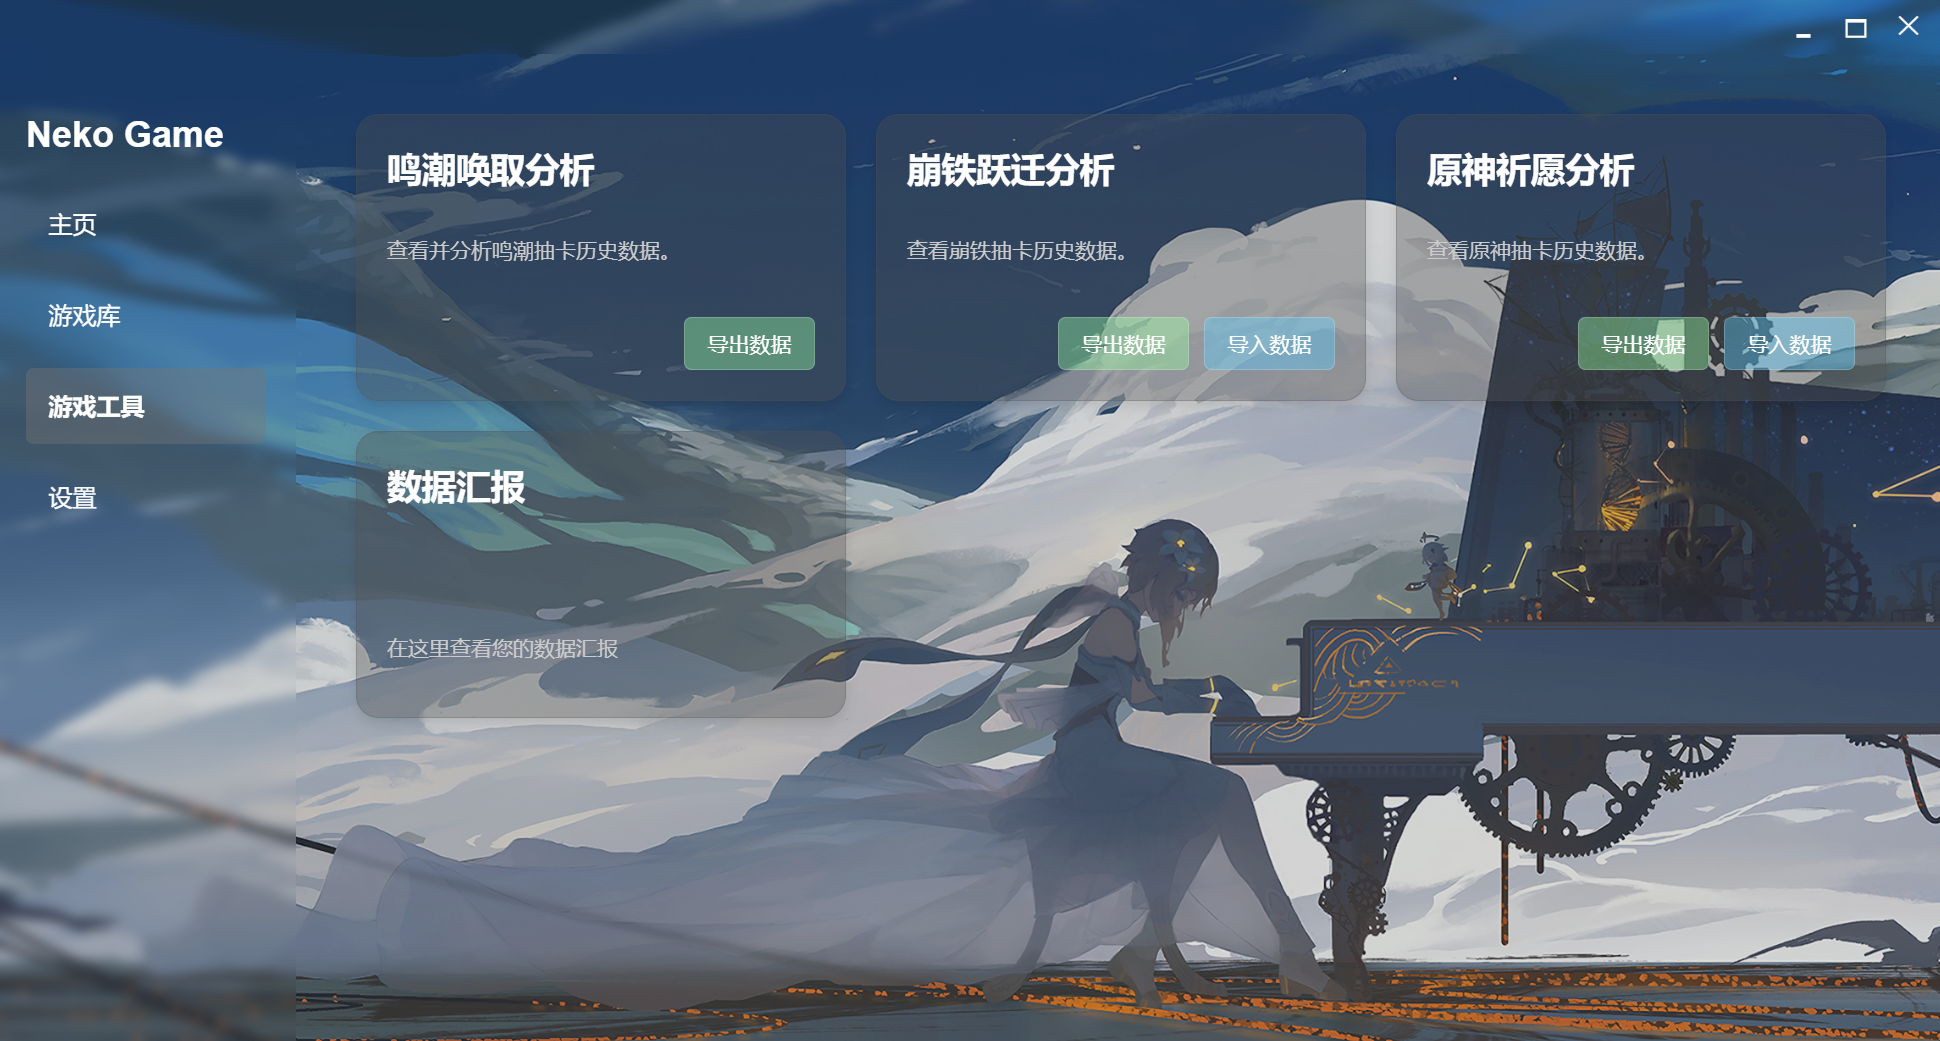 Neko Game
主页
游戏库
游戏工具
设置
鸣潮唤取分析
查看并分析鸣潮抽卡历史数据。
导出数据
崩铁跃迁分析
查看崩铁抽卡历史数据。
导出数据
导入数据
原神祈愿分析
查看原神抽卡历史数据。
导出数据
导入数据
数据汇报
在这里查看您的数据汇报